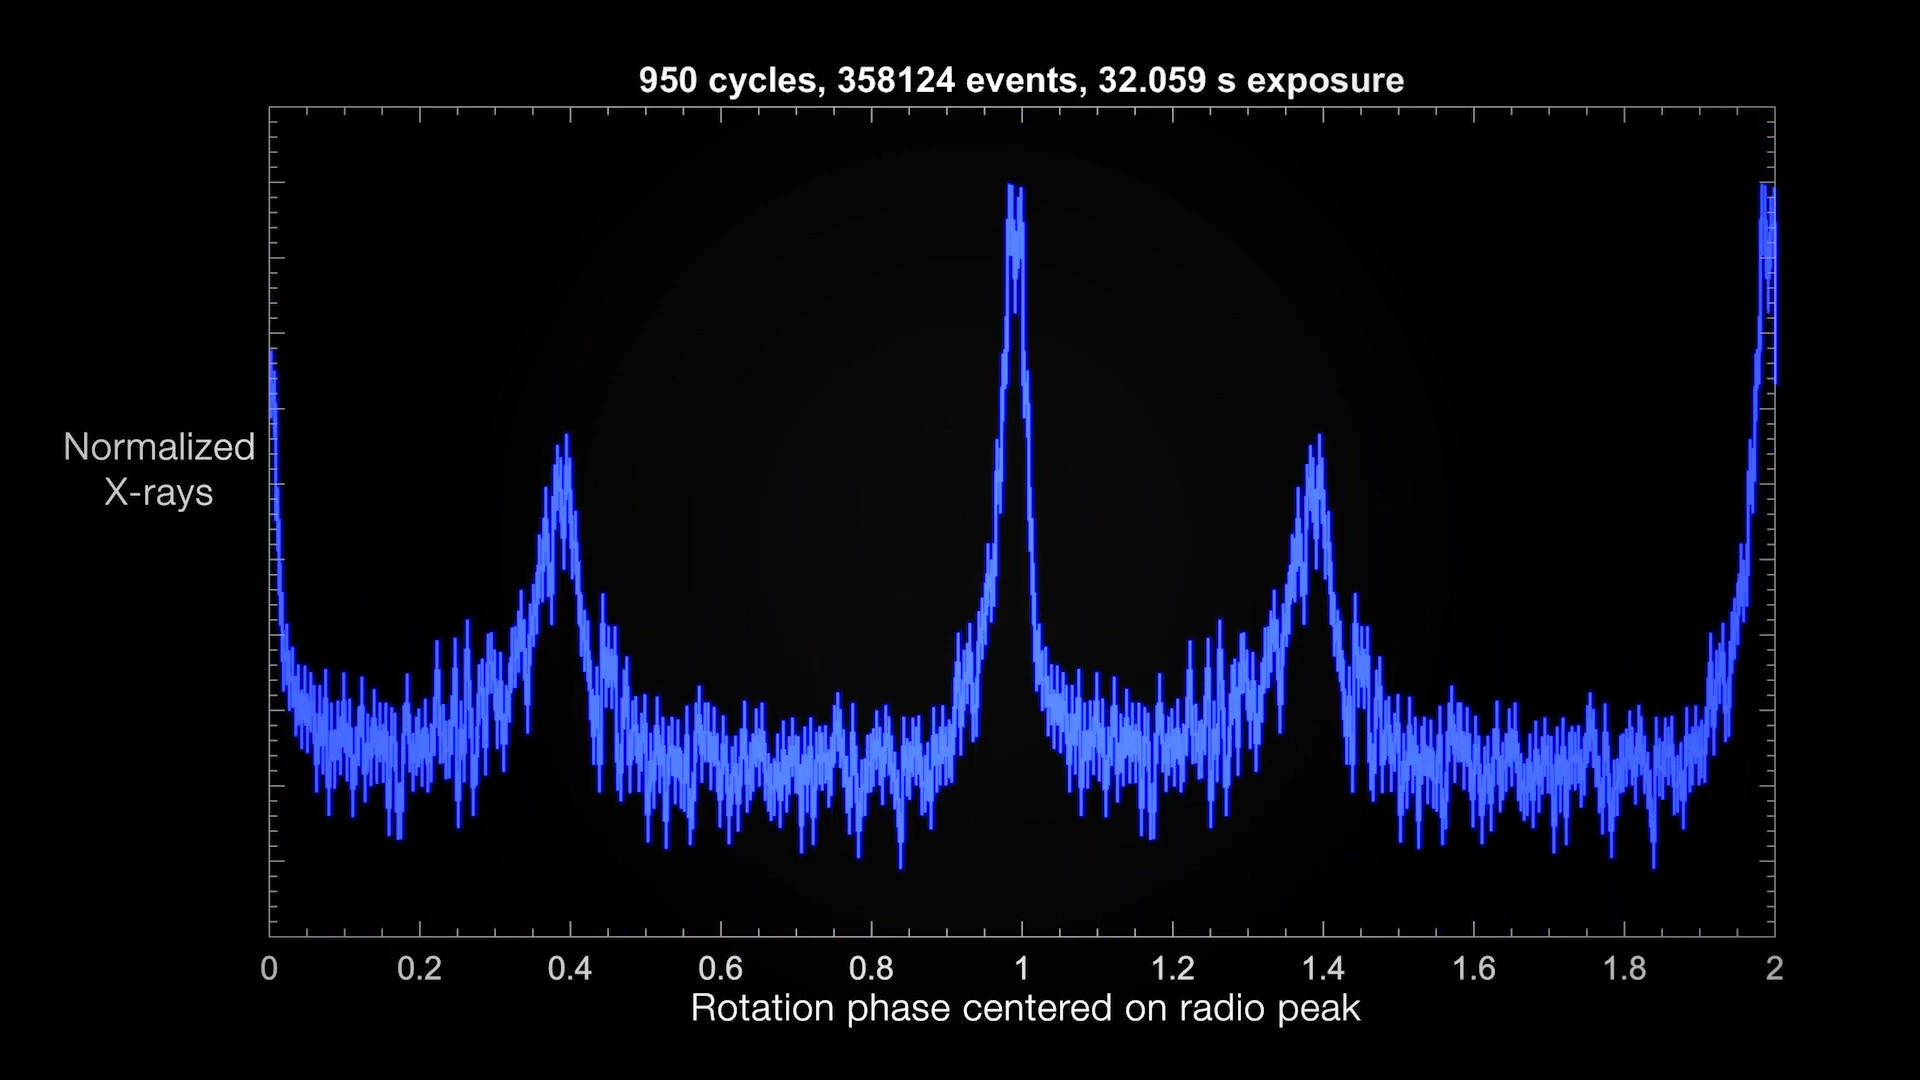 950 cycles, 358124 events, 32.059 s exposure
Normalized
X-rays
0 0.2 0.4 0.6 0.8 1 1.2 1.4 1.6 1.8 2
Rotation phase centered on radio peak